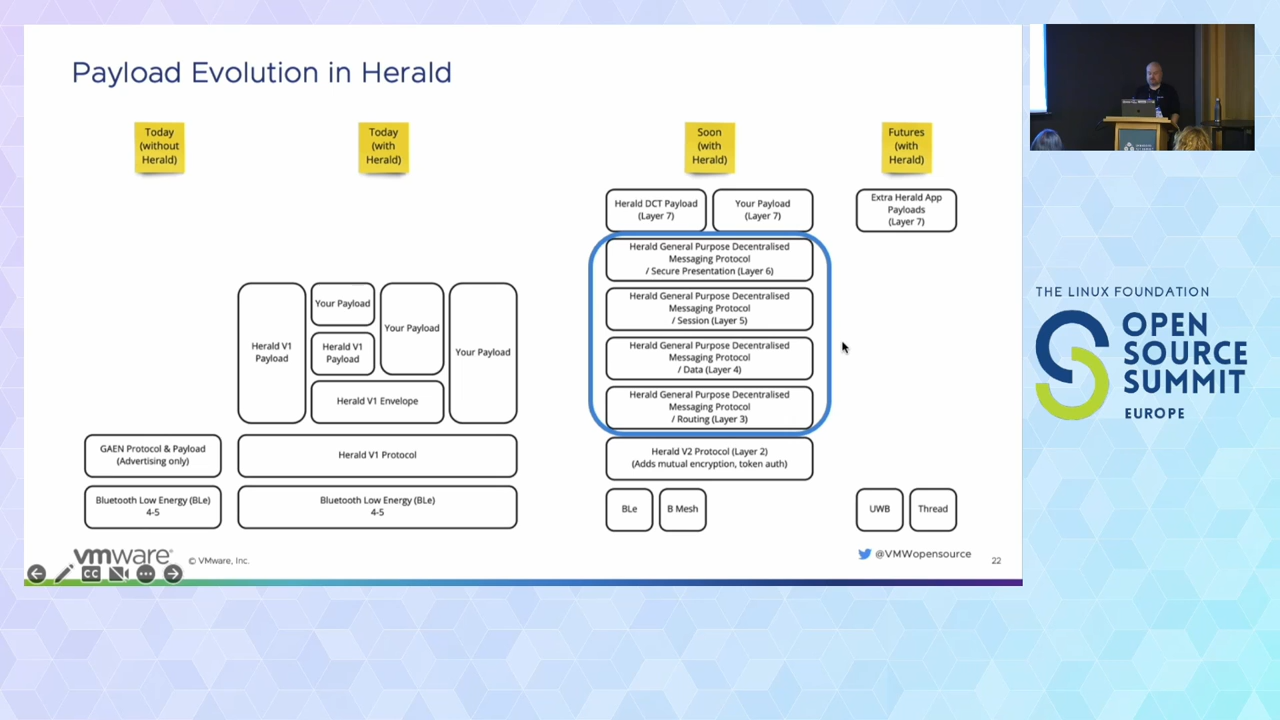 Payload Evolution in Herald
Today
(without
Herald)
Today
(with
Herald)
Soon
(with
Herald)
Futures
(with
Herald)
Herald DCT Payload
(Layer 7)
Your Payload
(Layer 7)
Extra Herald App
Payloads
(Layer 7)
Herald General Purpose Decentralised
Messaging Protocol
/ Secure Presentation (Layer 6)
Herald General Purpose Decentralised
Messaging Protocol
/ Session (Layer 5)
Herald General Purpose Decentralised
Messaging Protocol
/ Data (Layer 4)
Herald General Purpose Decentralised
Messaging Protocol
/ Routing (Layer 3)
Herald V1
Payload
Your Payload
Herald V1
Payload
Your Payload
Your Payload
Herald V1 Envelope
GAEN Protocol & Payload
(Advertising only)
Herald V1 Protocol
Herald V2 Protocol (Layer 2)
(Adds mutual encryption, token auth)
Bluetooth Low Energy (BLe)
4-5
Bluetooth Low Energy (BLe)
4-5
BLe
B Mesh
UWB
Thread
vmware®
© VMware, Inc.
@VMWopensource
22
CC
THE LINUX FOUNDATION
OPEN
SOURCE
SUMMIT
EUROPE